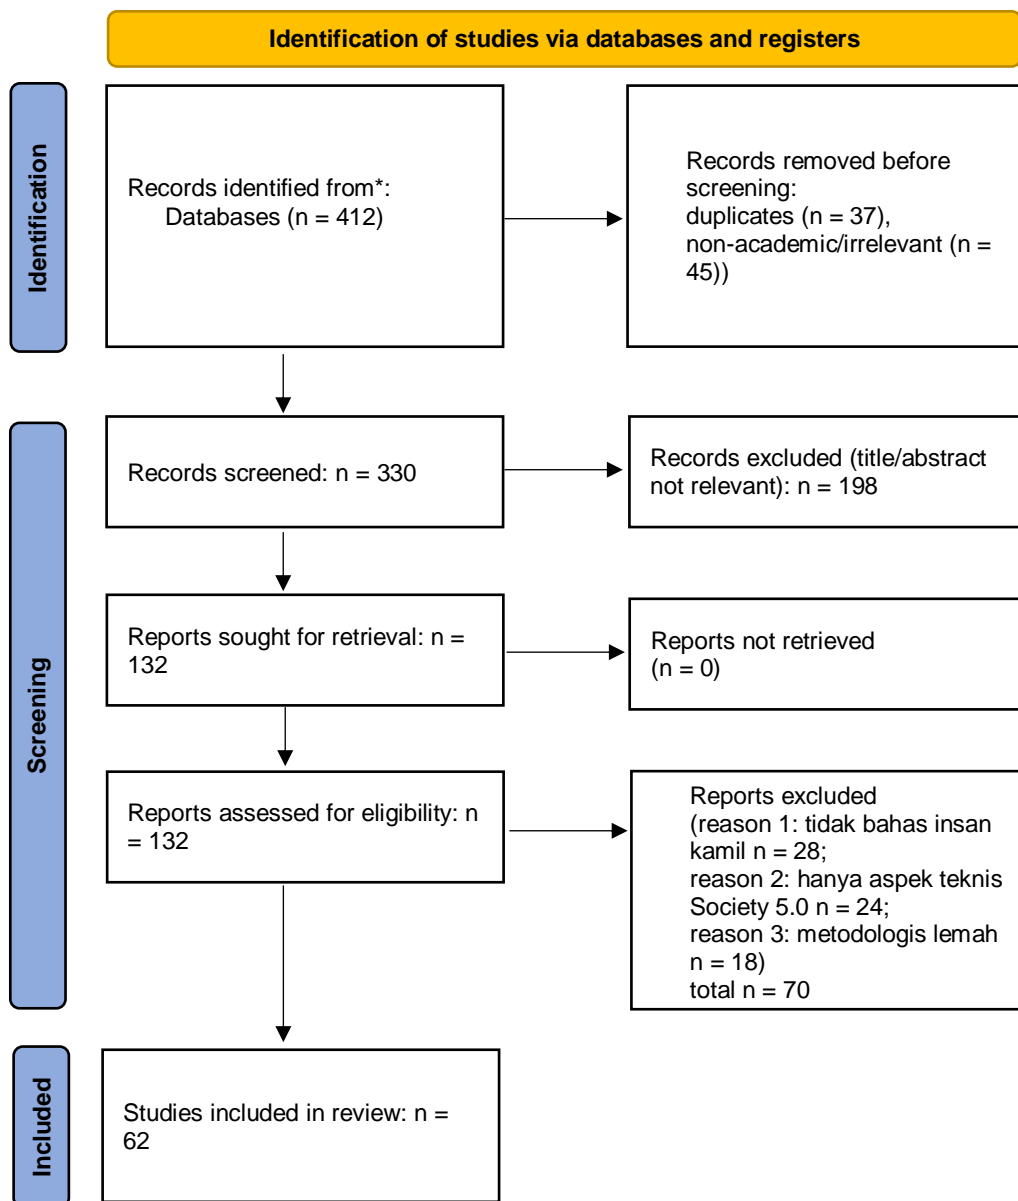 Identification of studies via databases and registers
Identification
Records identified from*:
Databases (n = 412)
Records removed before
screening:
duplicates (n = 37),
non-academic/irrelevant (n =
45))
Screening
Records screened: n = 330
Records excluded (title/abstract
not relevant): n = 198
Reports sought for retrieval: n =
132
Reports not retrieved
(n = 0)
Reports assessed for eligibility: n
= 132
Reports excluded
(reason 1: tidak bahas insan
kamil n = 28;
reason 2: hanya aspek teknis
Society 5.0 n = 24;
reason 3: metodologis lemah
n = 18)
total n = 70
Included
Studies included in review: n =
62